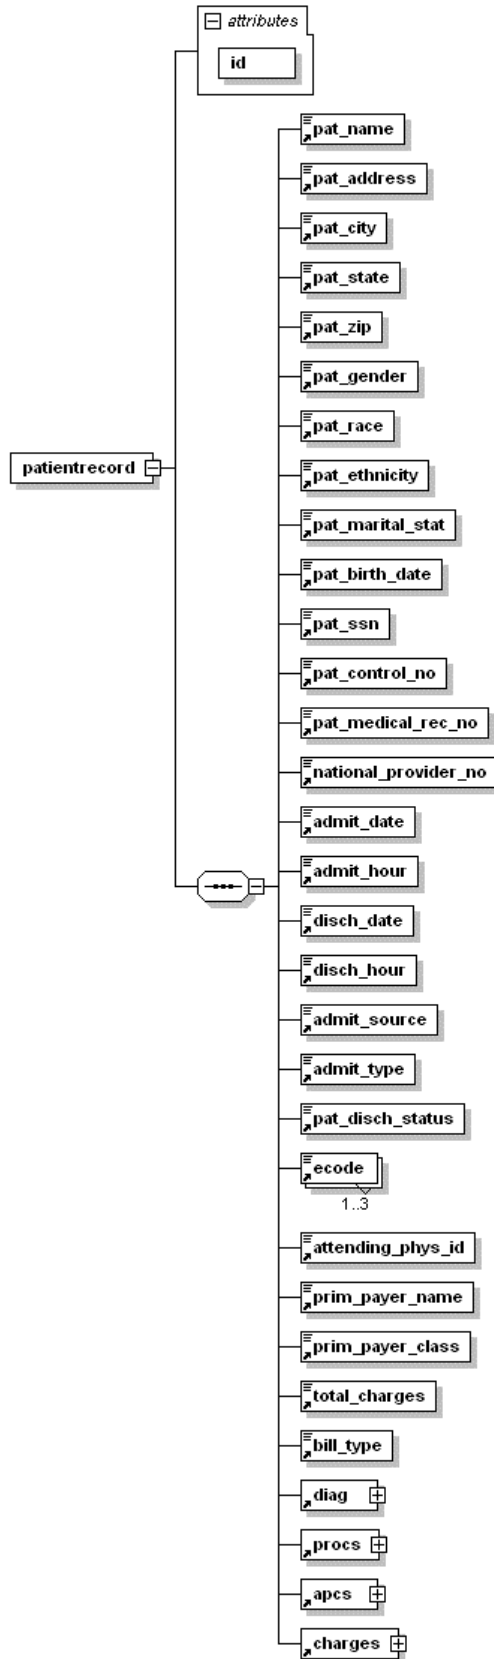 attributes
id
pat_name
pat_address
pat_city
pat_state
pat_zip
pat_gender
pat_race
patientrecord
pat_ethnicity
pat_marital_stat
pat_birth_date
pat_ssn
pat_control_no
pat_medical_rec_no
national_provider_no
admit_date
admit_hour
disch_date
disch_hour
admit_source
admit_type
pat_disch_status
ecode
1..3
attending_phys_id
prim_payer_name
prim_payer_class
total_charges
bill_type
diag
procs
apcs
charges